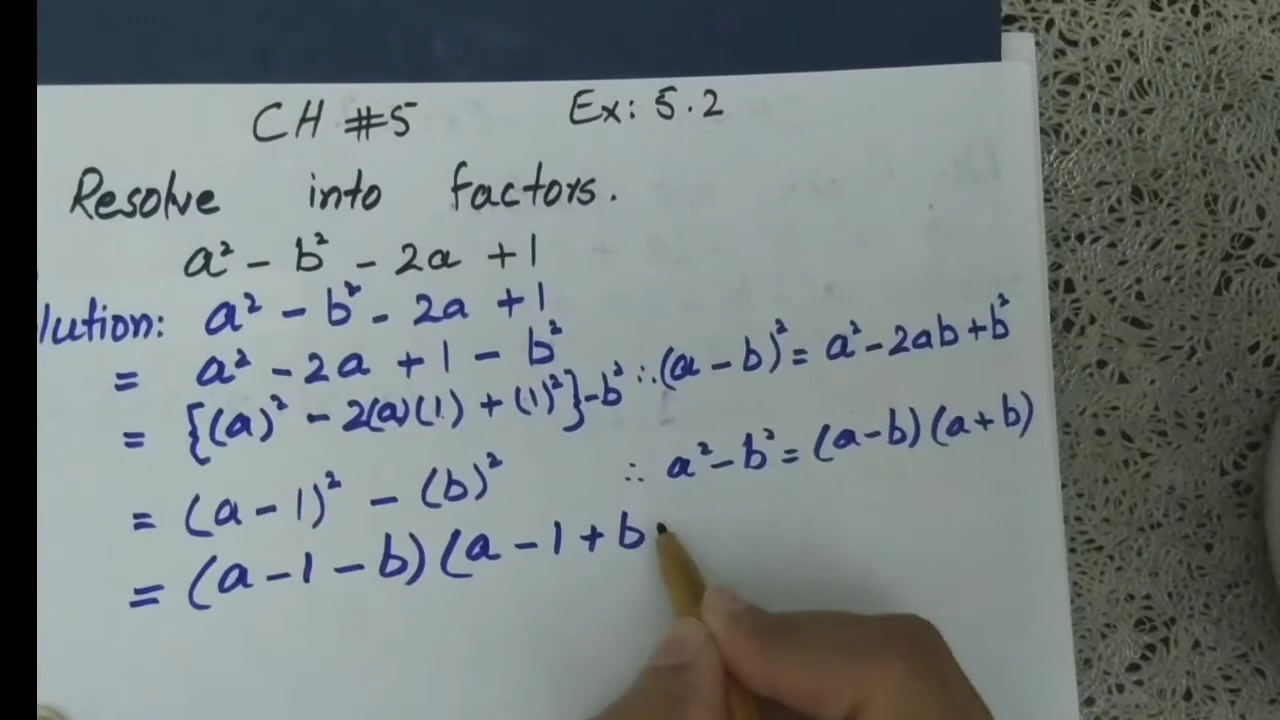 CH #5 Ex: 5.2
Resolve into factors.
a² - b² - 2a + 1
lution: a² - b² - 2a + 1
= a² - 2a + 1 - b²
= {(a)² - 2(a)(1) + (1)²} - b² ∴ (a - b)² = a² - 2ab + b²
= (a - 1)² - (b)² ∴ a² - b² = (a - b)(a + b)
= (a - 1 - b)(a - 1 + b